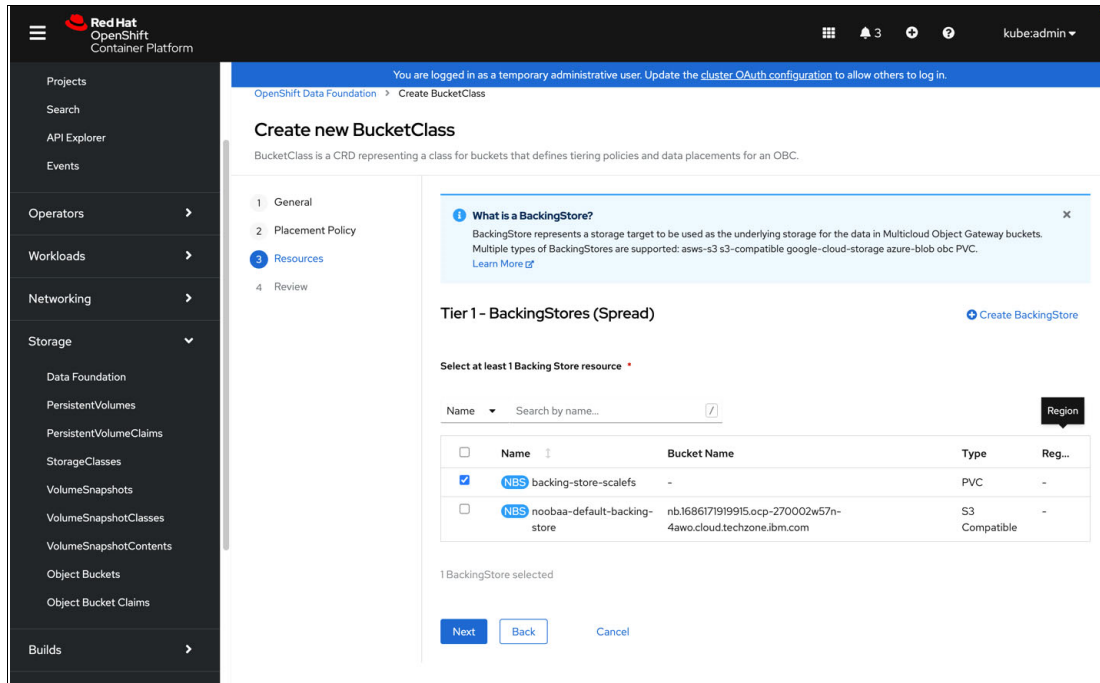 Red Hat
OpenShift
Container Platform
3
kube:admin
Projects
Search
API Explorer
Events
Operators
Workloads
Networking
Storage
Data Foundation
PersistentVolumes
PersistentVolumeClaims
StorageClasses
VolumeSnapshots
VolumeSnapshotClasses
VolumeSnapshotContents
Object Buckets
Object Bucket Claims
Builds
You are logged in as a temporary administrative user. Update the cluster OAuth configuration to allow others to log in.
OpenShift Data Foundation > Create BucketClass
Create new BucketClass
BucketClass is a CRD representing a class for buckets that defines tiering policies and data placements for an OBC.
1 General
2 Placement Policy
3 Resources
4 Review
What is a BackingStore?
BackingStore represents a storage target to be used as the underlying storage for the data in Multicloud Object Gateway buckets.
Multiple types of BackingStores are supported: asws-s3 s3-compatible google-cloud-storage azure-blob obc PVC.
Learn More
Tier 1 - BackingStores (Spread)
Create BackingStore
Select at least 1 Backing Store resource *
Name Search by name... /
Region
Name Bucket Name Type Reg...
NBS backing-store-scalefs - PVC -
NBS noobaa-default-backing- nb.1686171919915.ocp-270002w57n- S3 -
store 4awo.cloud.techzone.ibm.com Compatible
1 BackingStore selected
Next Back Cancel